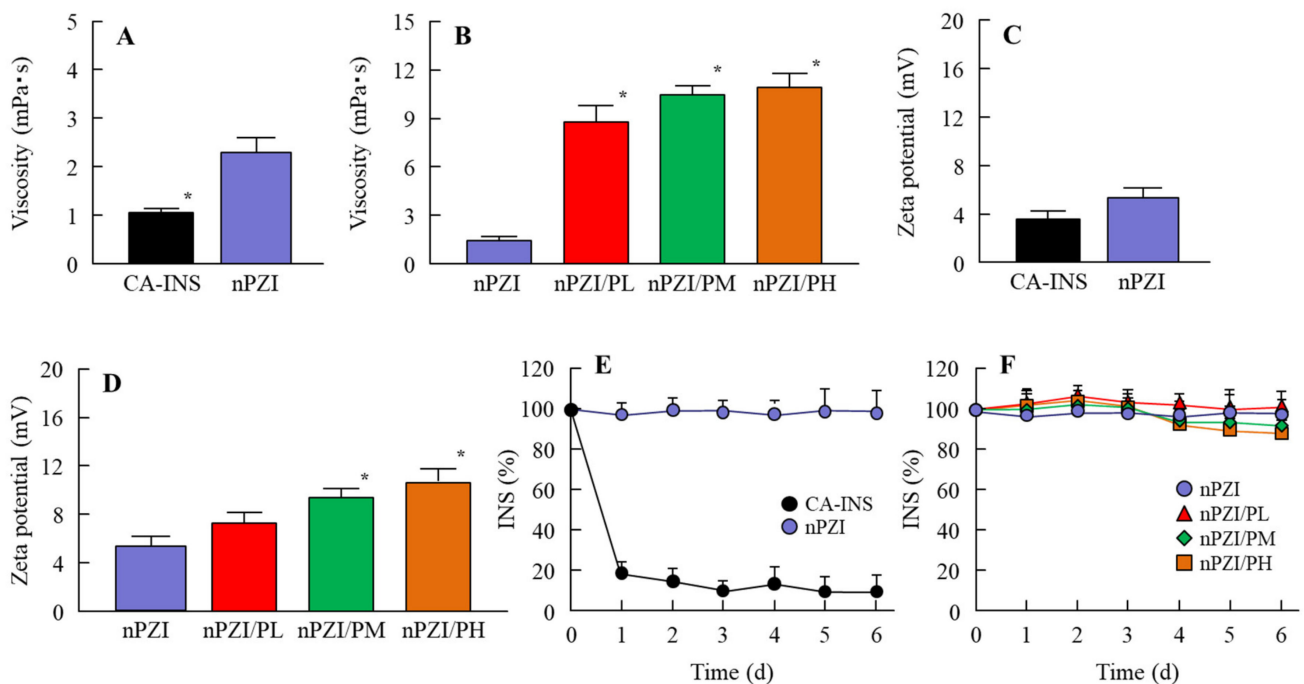 A
Viscosity (mPa·s)
5
4
3
2
1
0
*
CA-INS nPZI
B
Viscosity (mPa·s)
15
12
9
6
3
0
* * *
nPZI nPZI/PL nPZI/PM nPZI/PH
C
Zeta potential (mV)
20
16
12
8
4
0
CA-INS nPZI
D
Zeta potential (mV)
20
16
12
8
4
0
* *
nPZI nPZI/PL nPZI/PM nPZI/PH
E
INS (%)
120
100
80
60
40
20
0
CA-INS
nPZI
0 1 2 3 4 5 6
Time (d)
F
INS (%)
120
100
80
60
40
20
0
nPZI
nPZI/PL
nPZI/PM
nPZI/PH
0 1 2 3 4 5 6
Time (d)